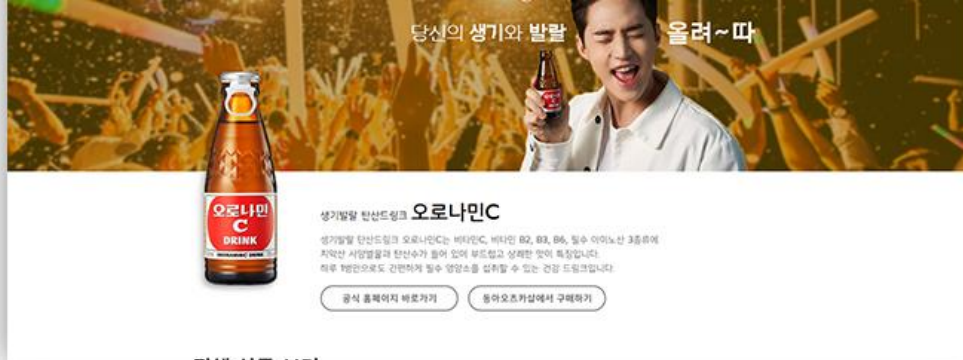 당신의 생기와 발랄 올려~따
오로나민
C
DRINK
생기발랄 탄산드링크 오로나민C
생기발랄 탄산드링크 오로나민C는 비타민C, 비타민 B2, B3, B6, 필수 아미노산 3종류에
치악산 사양벌꿀과 탄산수가 들어 있어 부드럽고 상쾌한 맛이 특징입니다.
하루 1병만으로도 간편하게 필수 영양소를 섭취할 수 있는 건강 드링크입니다.
공식 홈페이지 바로가기
동아오츠카샵에서 구매하기